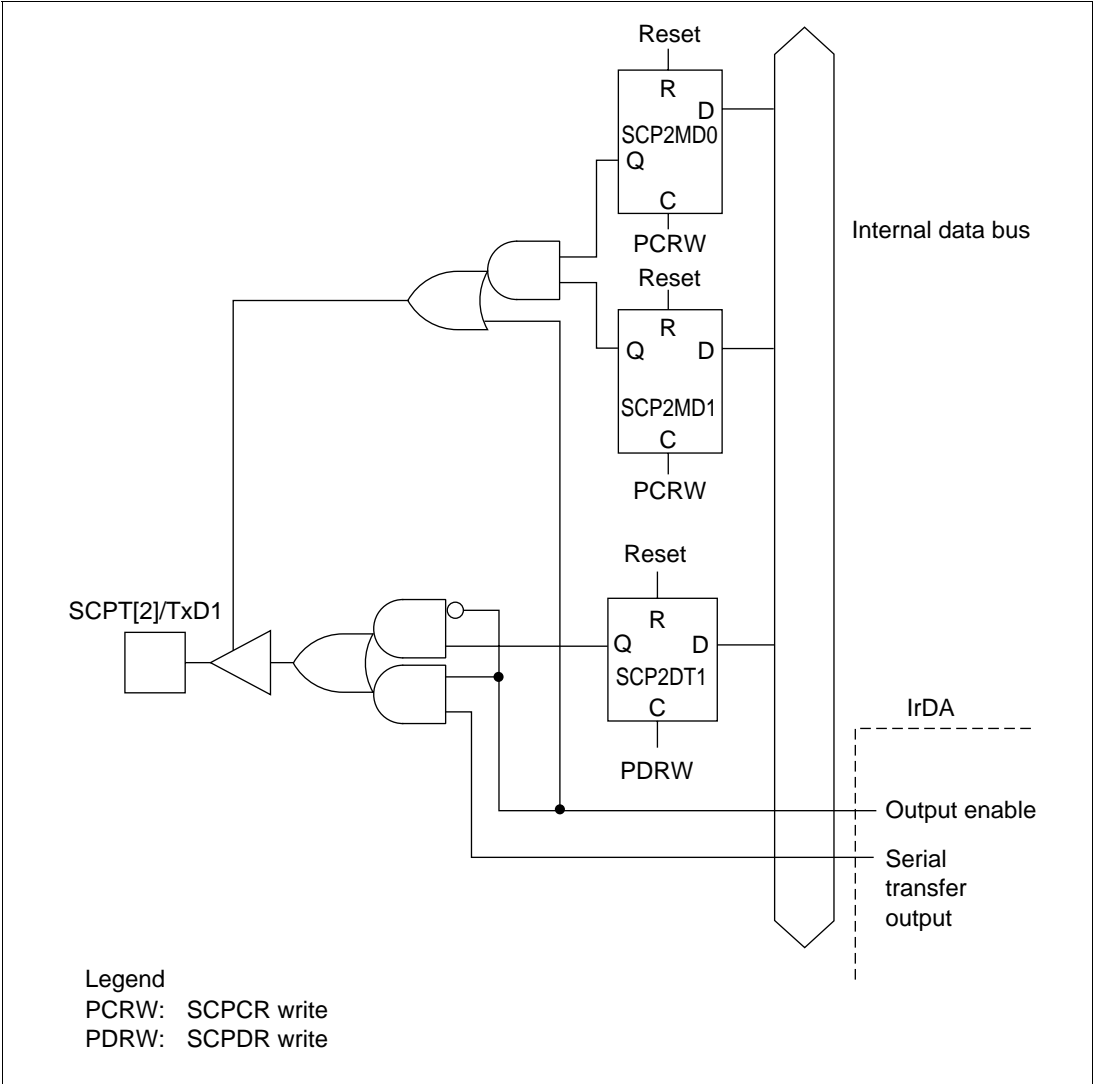 Reset
R
D
SCP2MD0
Q
C
PCRW
Internal data bus
Reset
R
Q D
SCP2MD1
C
PCRW
Reset
SCPT[2]/TxD1
R
Q D
SCP2DT1
C
IrDA
PDRW
Output enable
Serial
transfer
output
Legend
PCRW: SCPCR write
PDRW: SCPDR write